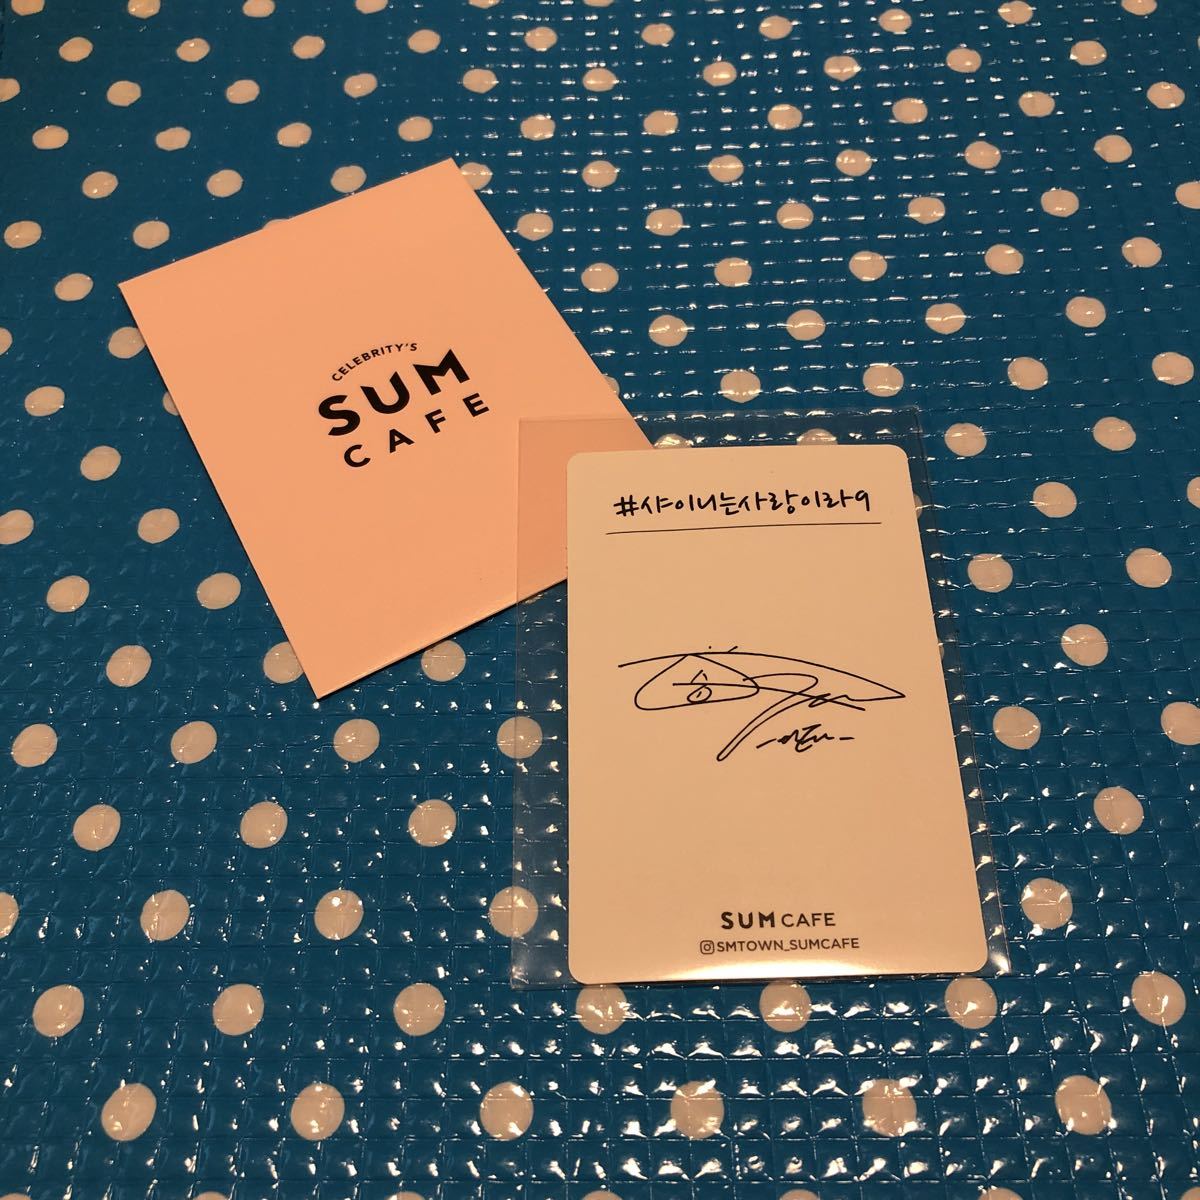 CELEBRITY'S
SUM
CAFE
#샤이니는사랑이라9
SUM CAFE
SMTOWN_SUMCAFE